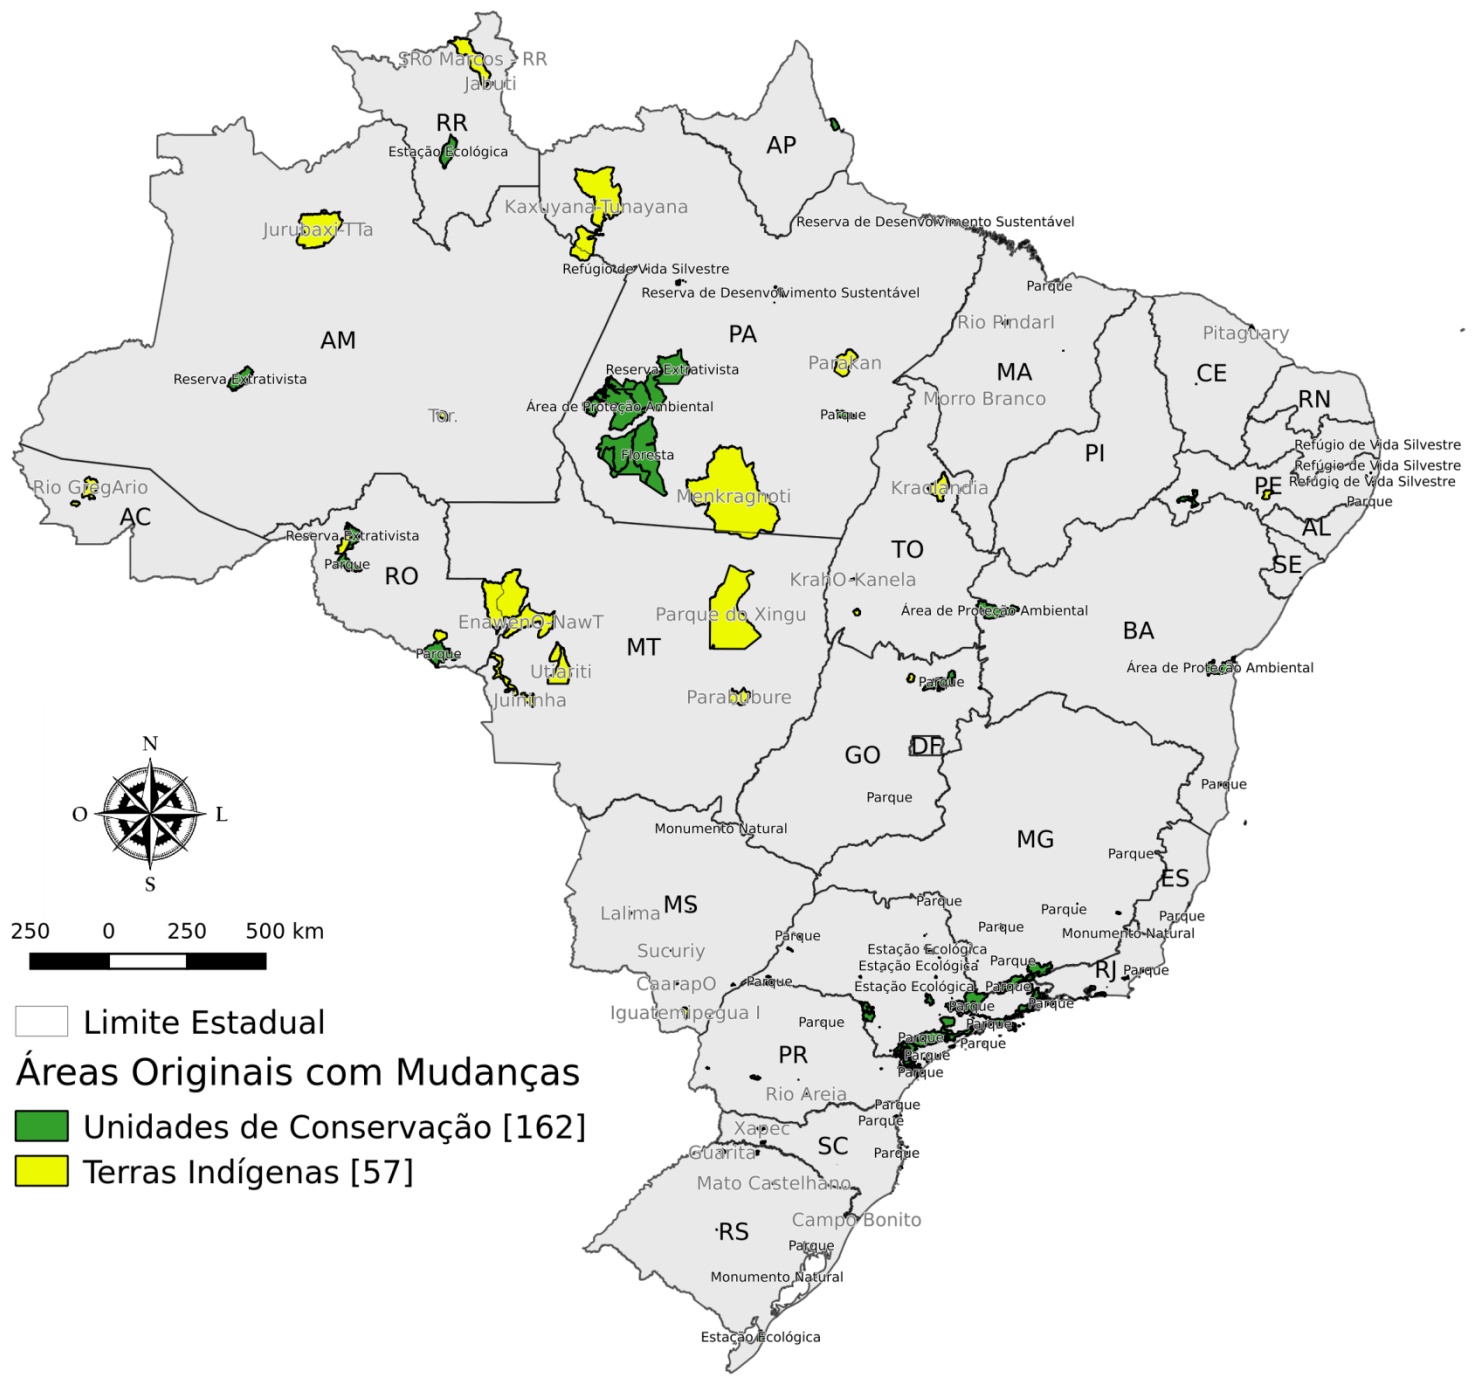 SRo Marcos - RR
Jabuti
RR
Estação Ecológica
AP
Kaxuyana-Tunayana
Jurubaxi-TTa
Reserva de Desenvolvimento Sustentável
Refúgio de Vida Silvestre
Reserva de Desenvolvimento Sustentável
Parque
Rio PindarI
Pitaguary
PA
AM
Reserva Extrativista
Parakan
Reserva Extrativista
MA
CE
Morro Branco
RN
Área de Proteção Ambiental
Tor.
Parque
PI
Refúgio de Vida Silvestre
Floresta
Refúgio de Vida Silvestre
Refúgio de Vida Silvestre
Rio GregArio
Menkragnoti
Kraolandia
PE
Parque
AC
AL
Reserva Extrativista
Parque
TO
SE
RO
KrahO-Kanela
Área de Proteção Ambiental
EnawenO-NawT
Parque do Xingu
BA
MT
Parque
Área de Proteção Ambiental
Utiariti
Parque
Juininha
Parabubure
N
O
L
S
GO
DF
Parque
Parque
Monumento Natural
MG
Parque
ES
MS
Lalima
Parque
Parque
Parque
Parque
Monumento Natural
Parque
Sucuriy
Estação Ecológica
Estação Ecológica
Parque
RJ
Parque
CaarapO
Parque
Estação Ecológica
Parque
Iguatemipegua I
Parque
Parque
Parque
Parque
Parque
Parque
PR
Parque
Parque
Rio Areia
Parque
Parque
Xapec
SC
Guarita
Parque
Mato Castelhano
RS
Campo Bonito
Parque
Monumento Natural
Estação Ecológica
250 0 250 500 km
Limite Estadual
Áreas Originais com Mudanças
Unidades de Conservação [162]
Terras Indígenas [57]